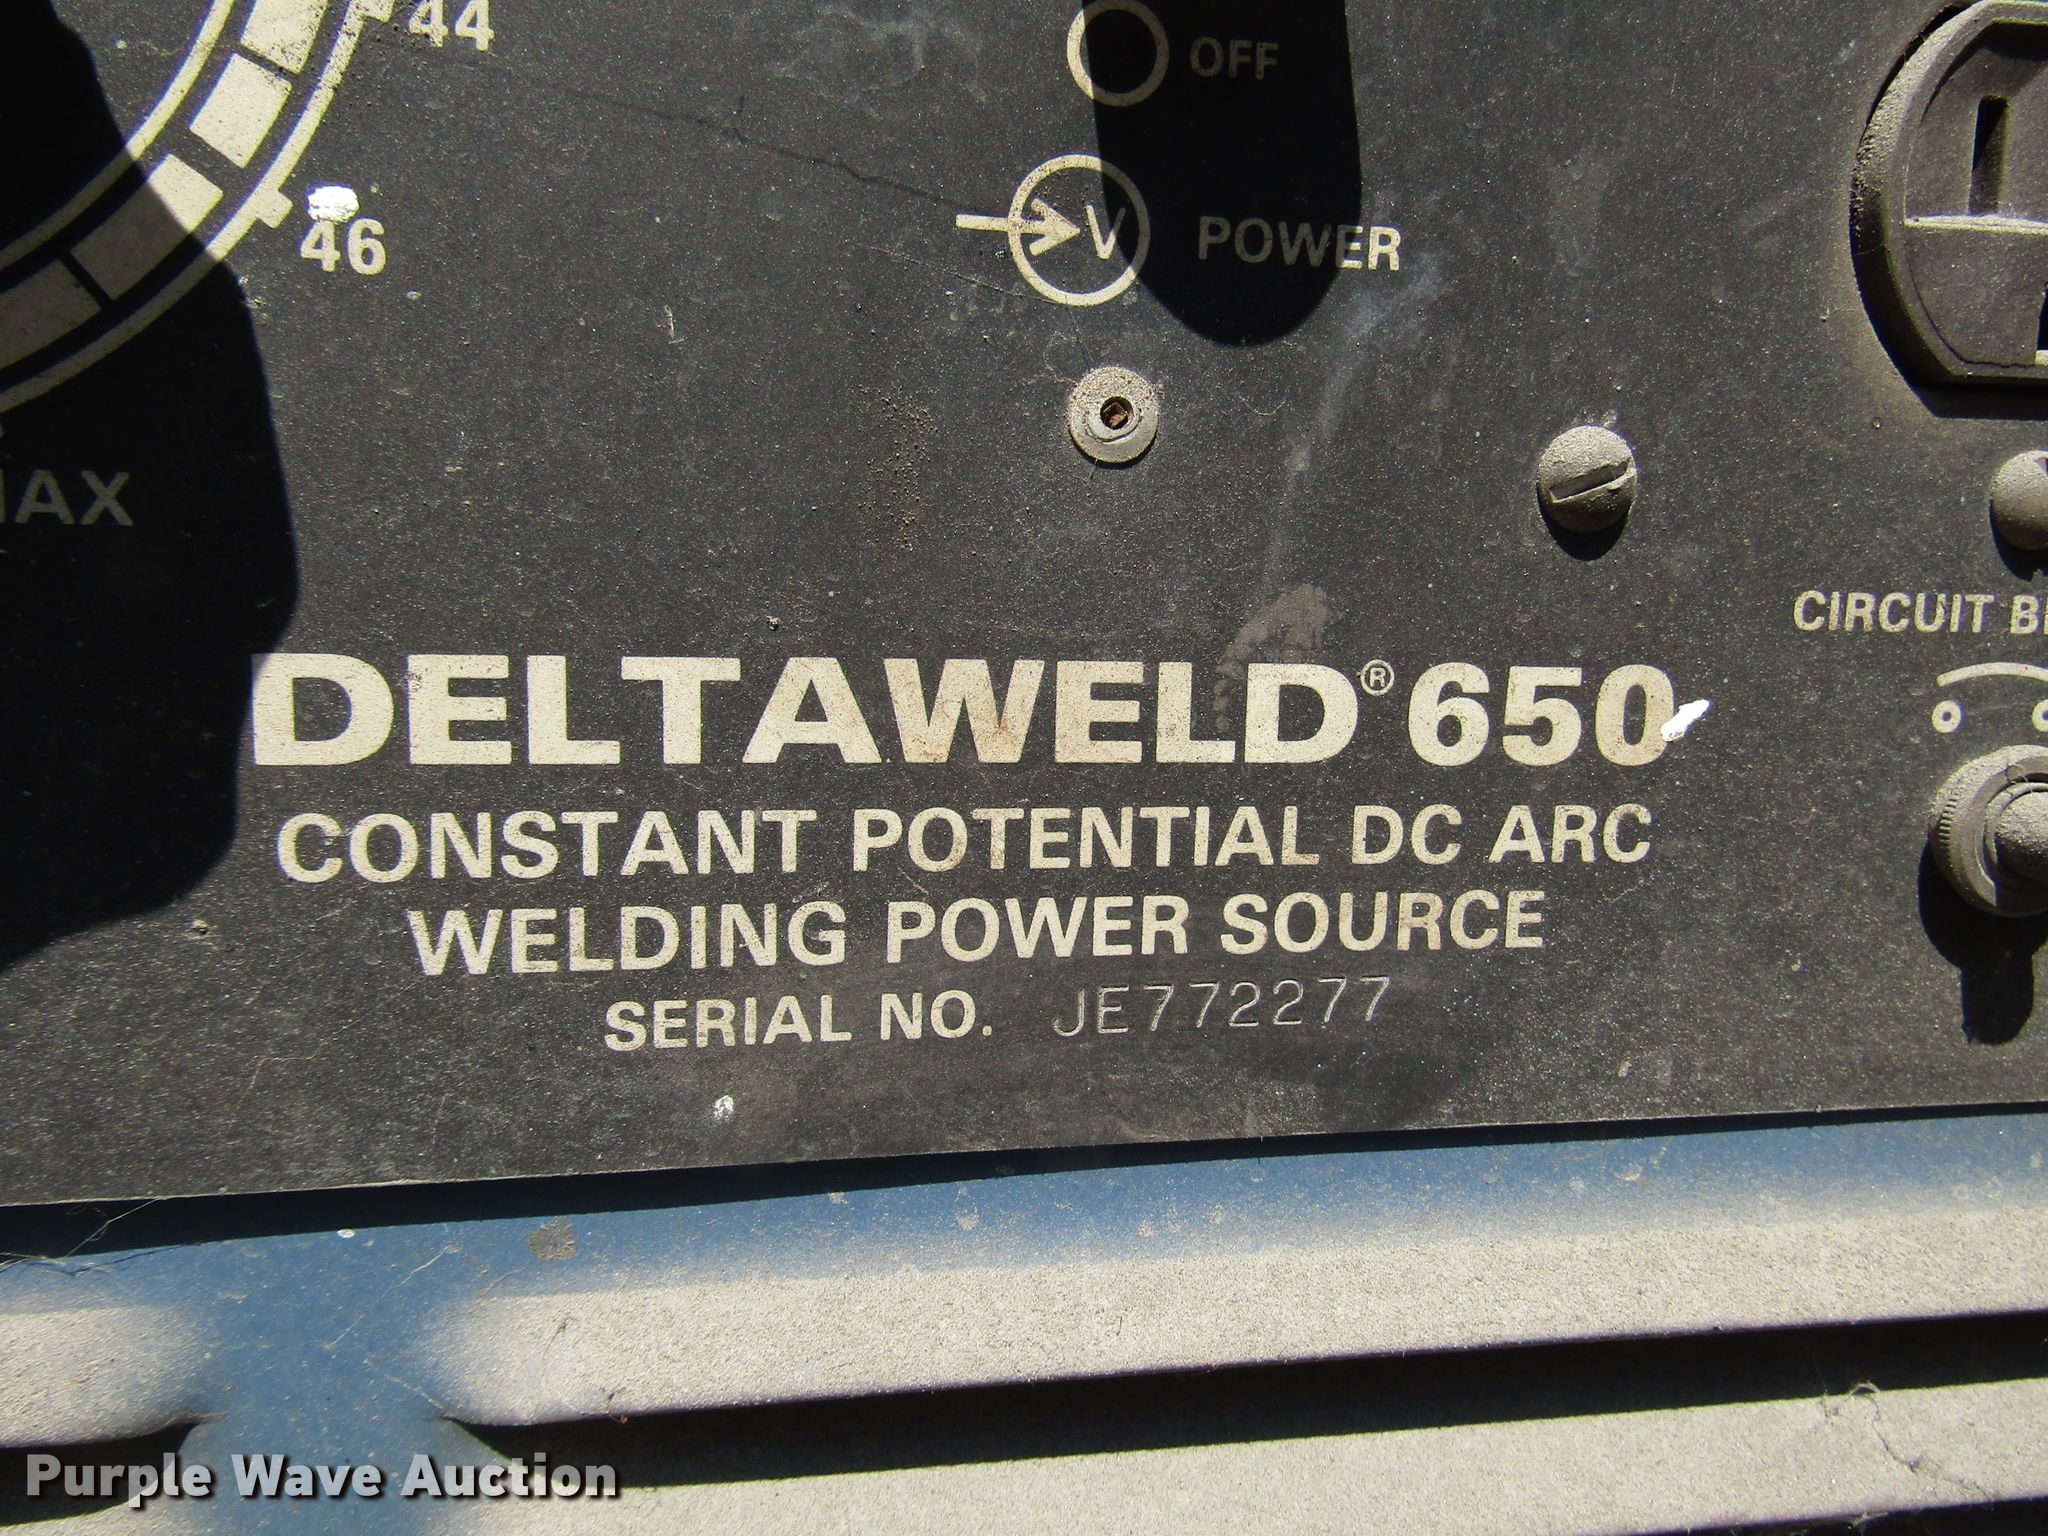 44
OFF
46
V POWER
CIRCUIT
DELTAWELD® 650
CONSTANT POTENTIAL DC ARC
WELDING POWER SOURCE
SERIAL NO. JE772277
Purple Wave Auction